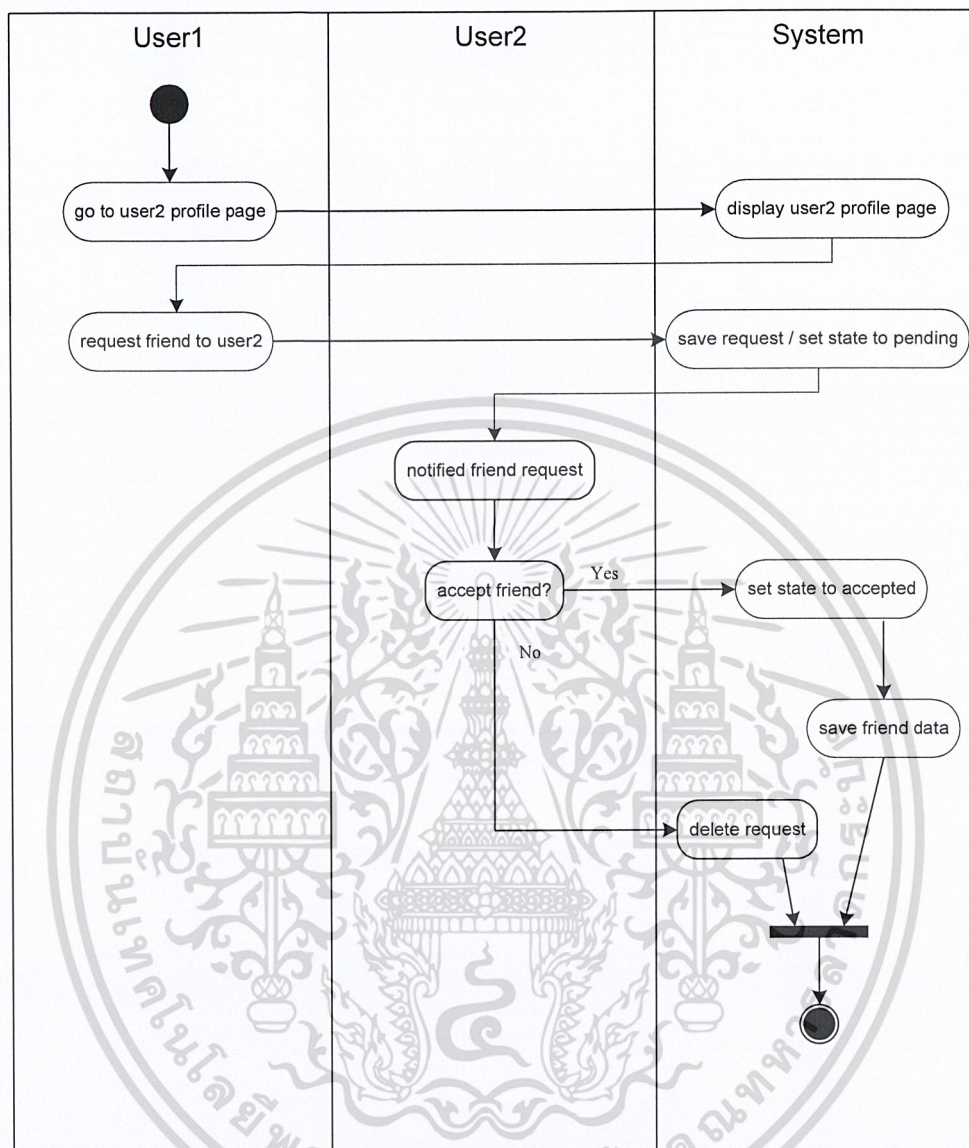 User1
User2
System
go to user2 profile page
display user2 profile page
request friend to user2
save request / set state to pending
notified friend request
accept friend?
Yes
set state to accepted
No
save friend data
delete request